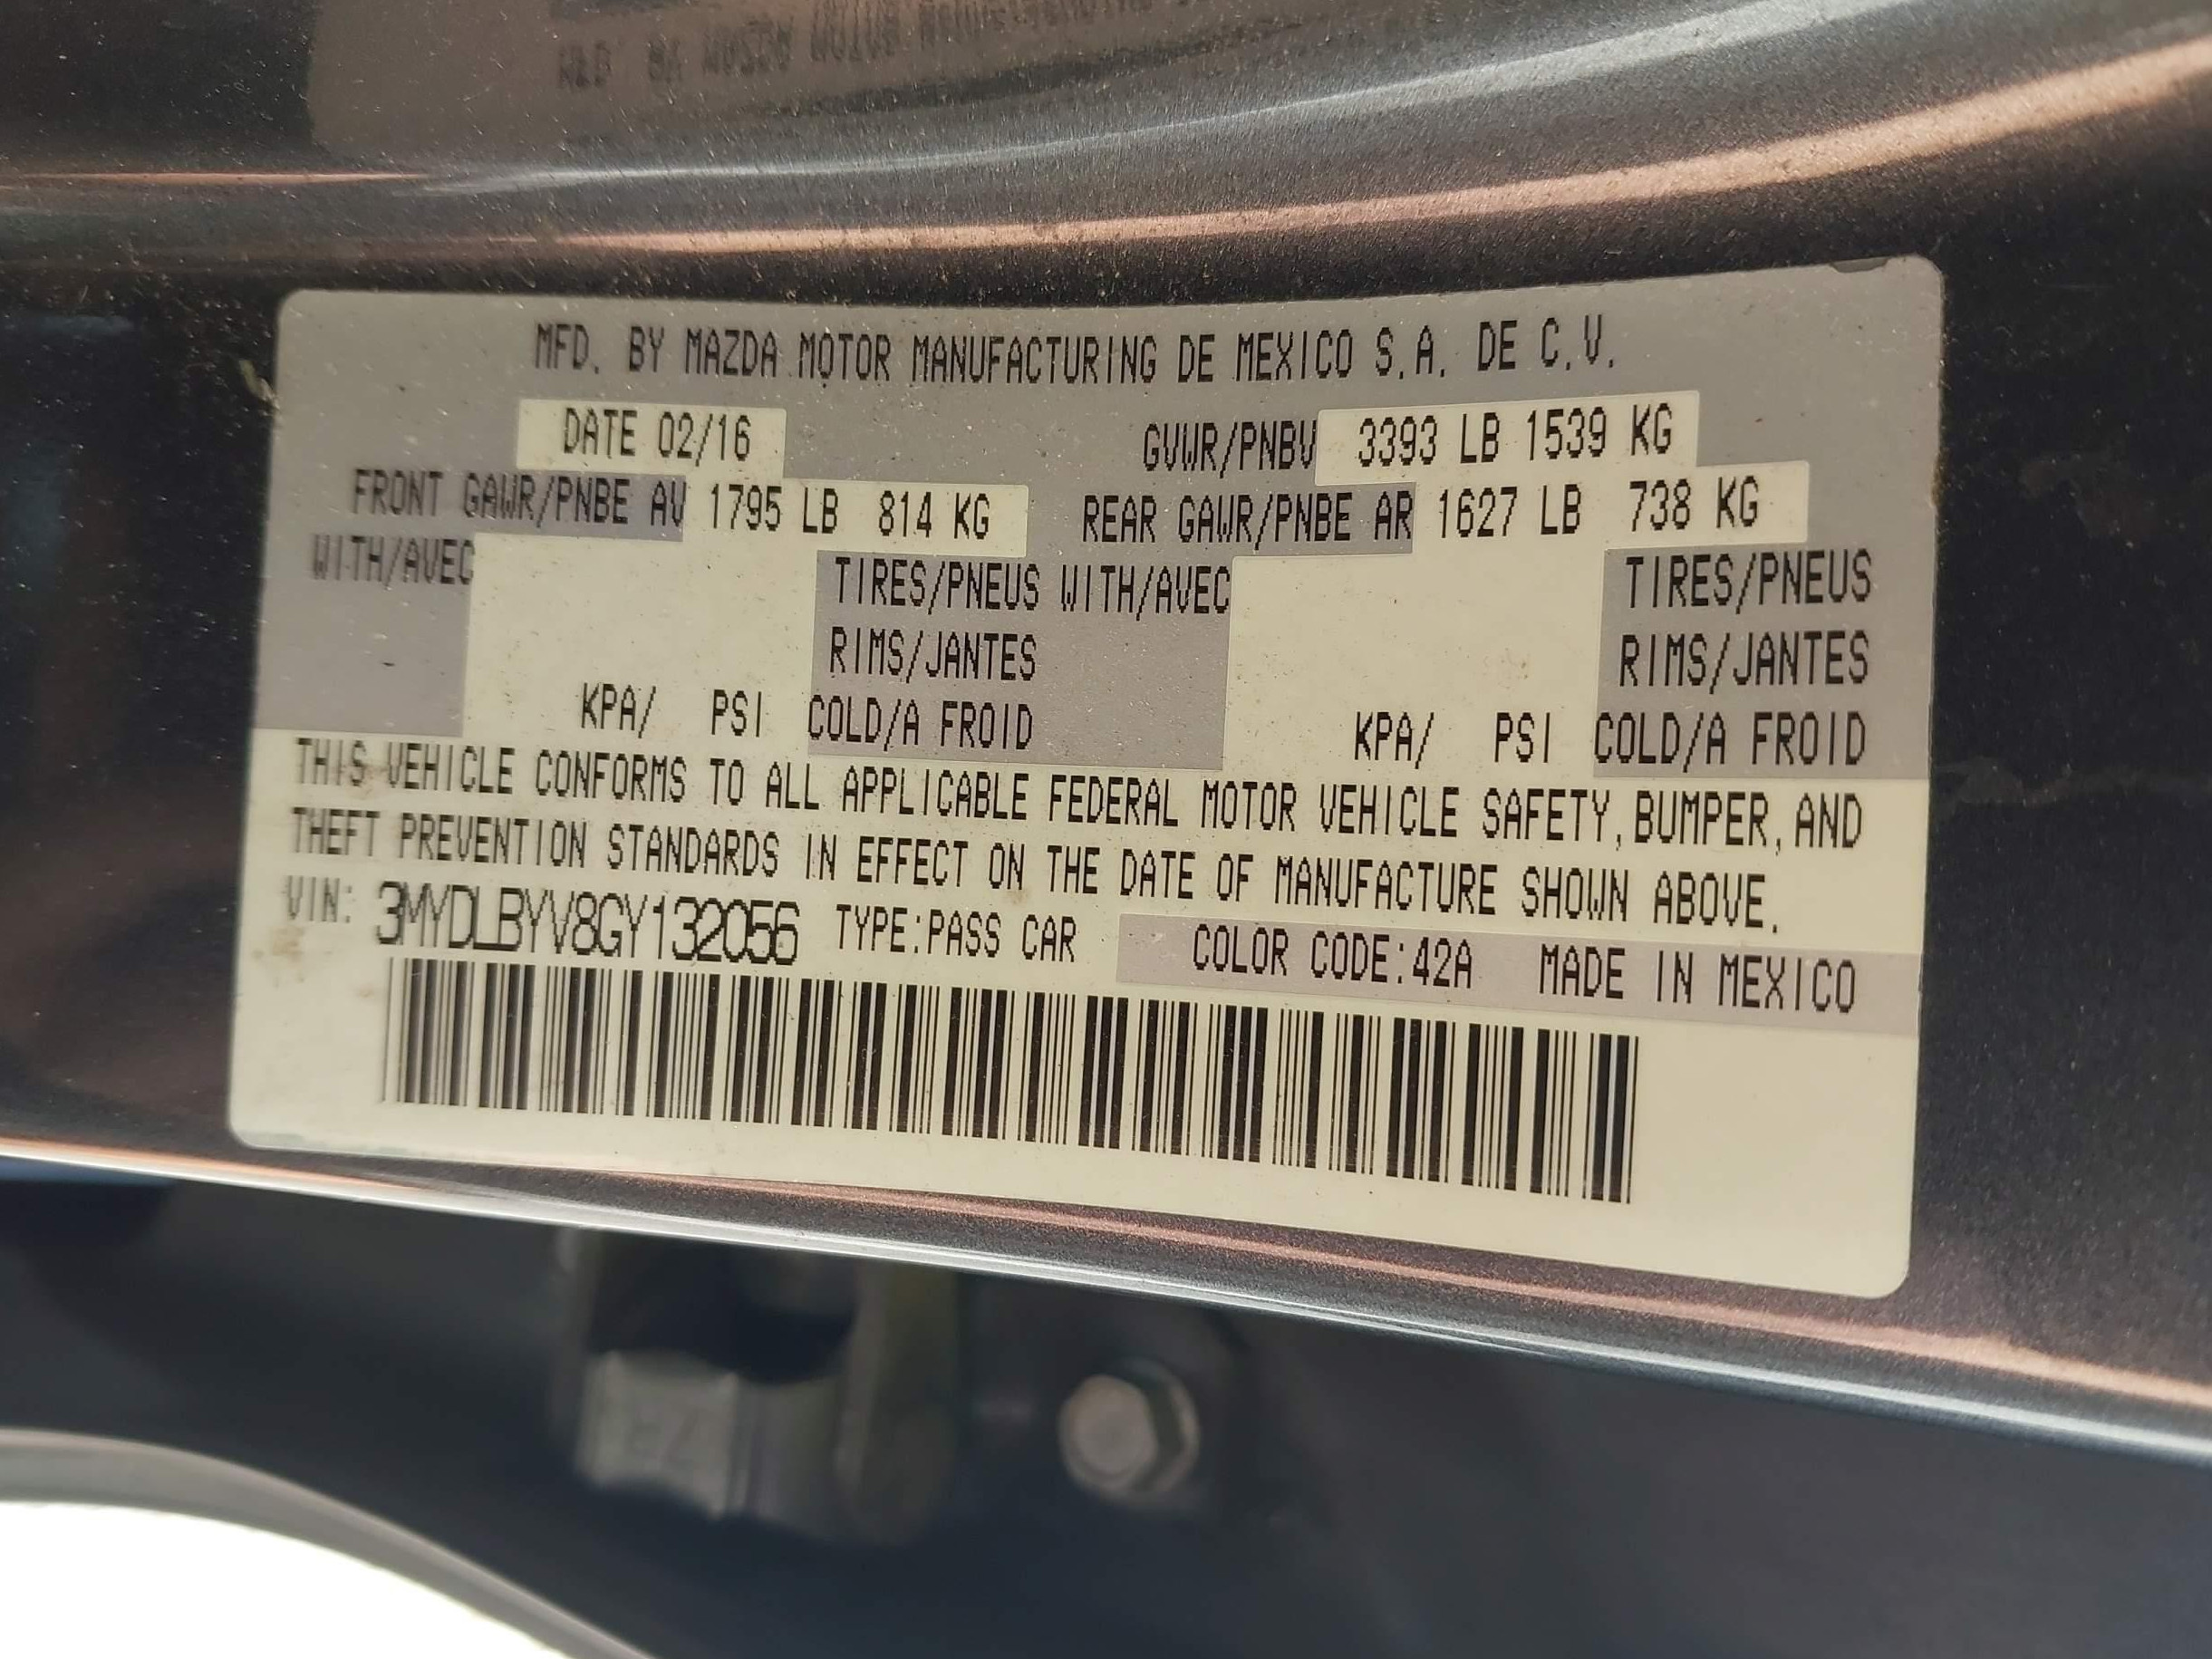 MFD. BY MAZDA MOTOR MANUFACTURING DE MEXICO S.A. DE C.V.
DATE 02/16 GVWR/PNBV 3393 LB 1539 KG
FRONT GAWR/PNBE AV 1795 LB 814 KG REAR GAWR/PNBE AR 1627 LB 738 KG
WITH/AVEC TIRES/PNEUS WITH/AVEC TIRES/PNEUS
RIMS/JANTES RIMS/JANTES
KPA/ PSI COLD/A FROID KPA/ PSI COLD/A FROID
THIS VEHICLE CONFORMS TO ALL APPLICABLE FEDERAL MOTOR VEHICLE SAFETY, BUMPER, AND
THEFT PREVENTION STANDARDS IN EFFECT ON THE DATE OF MANUFACTURE SHOWN ABOVE.
VIN: 3MYDLBYV8GY132056 TYPE:PASS CAR COLOR CODE:42A MADE IN MEXICO